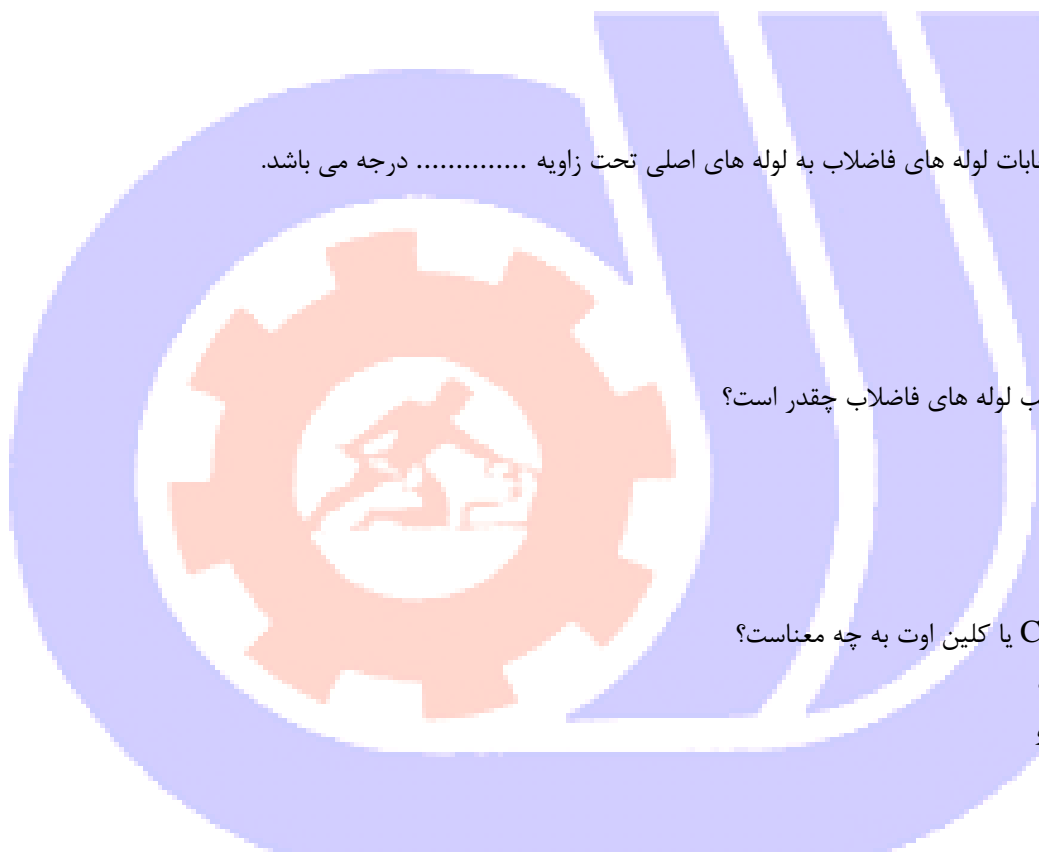 ابات لوله های فاضلاب به لوله های اصلی تحت زاویه .............. درجه می باشد.
ب لوله های فاضلاب چقدر است؟
C یا کلین اوت به چه معناست؟